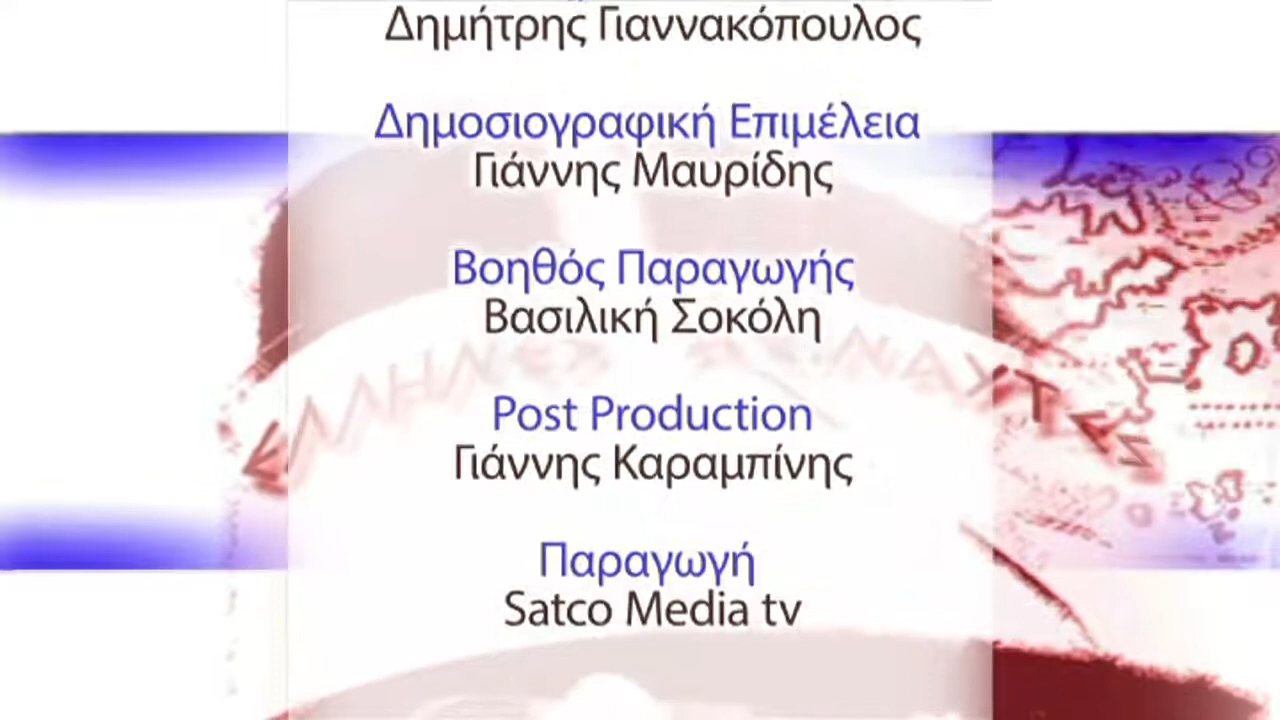 Δημήτρης Γιαννακόπουλος
Δημοσιογραφική Επιμέλεια
Γιάννης Μαυρίδης
Βοηθός Παραγωγής
Βασιλική Σοκόλη
Post Production
Γιάννης Καραμπίνης
Παραγωγή
Satco Media tv